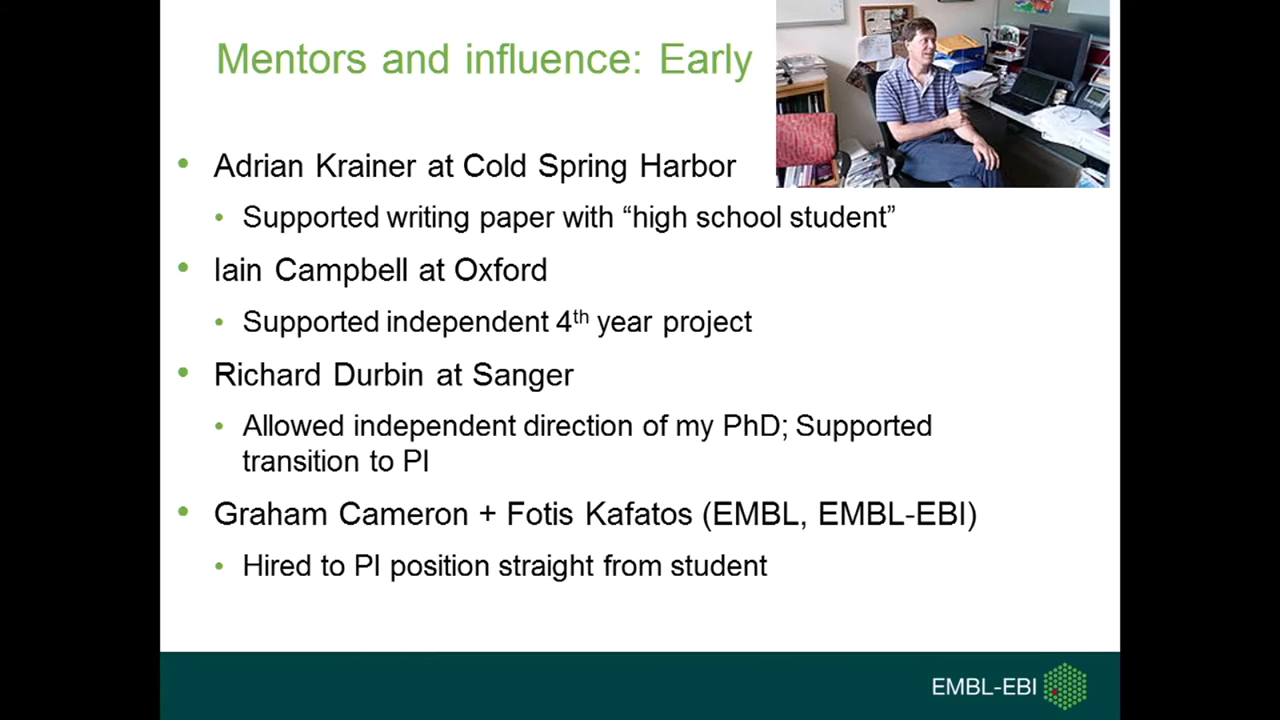 Mentors and influence: Early
• Adrian Krainer at Cold Spring Harbor
• Supported writing paper with “high school student”
• Iain Campbell at Oxford
• Supported independent 4th year project
• Richard Durbin at Sanger
• Allowed independent direction of my PhD; Supported
transition to PI
• Graham Cameron + Fotis Kafatos (EMBL, EMBL-EBI)
• Hired to PI position straight from student
EMBL-EBI